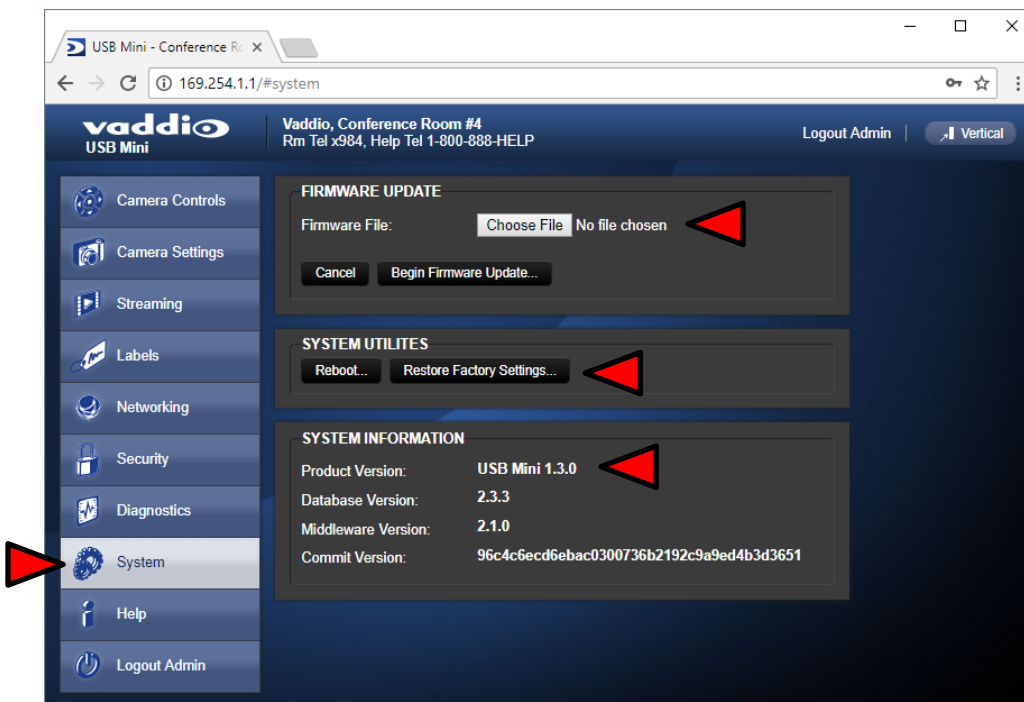 USB Mini - Conference Ro
169.254.1.1/#system
vaddio
USB Mini
Vaddio, Conference Room #4
Rm Tel x984, Help Tel 1-800-888-HELP
Logout Admin
Vertical
Camera Controls
Camera Settings
Streaming
Labels
Networking
Security
Diagnostics
System
Help
Logout Admin
FIRMWARE UPDATE
Firmware File: Choose File No file chosen
Cancel Begin Firmware Update...
SYSTEM UTILITES
Reboot... Restore Factory Settings...
SYSTEM INFORMATION
Product Version: USB Mini 1.3.0
Database Version: 2.3.3
Middleware Version: 2.1.0
Commit Version: 96c4c6ecd6ebac0300736b2192c9a9ed4b3d3651